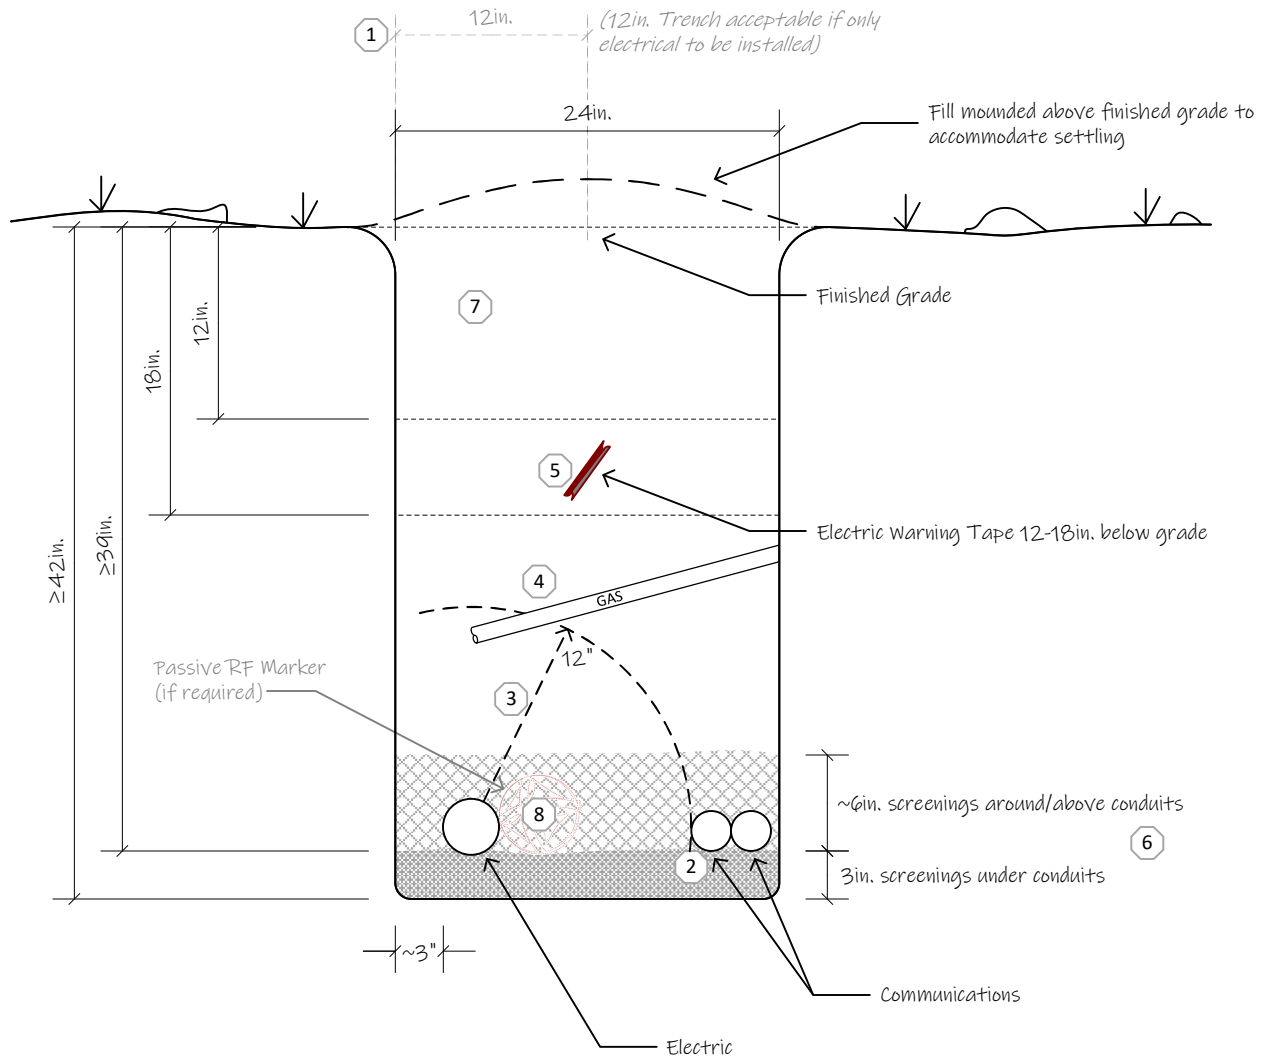 12in.
1
(12in. Trench acceptable if only
electrical to be installed)
24in.
Fill mounded above finished grade to
accommodate settling
7
Finished Grade
12in.
18in.
≥39in.
≥42in.
5
Electric Warning Tape 12-18in. below grade
4
GAS
12"
Passive RF Marker
(if required)
3
~6in. screenings around/above conduits
8
6
2
3in. screenings under conduits
~3"
Communications
Electric